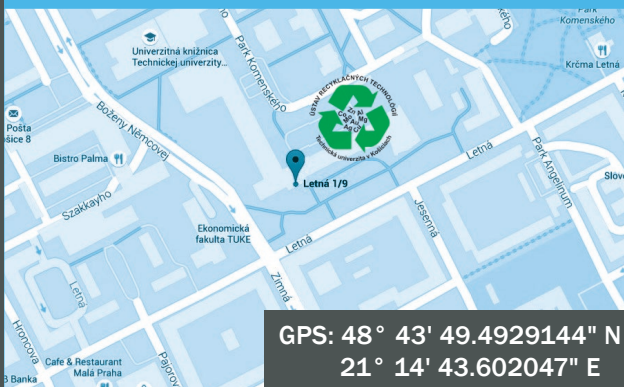 Park
Komenského
Univerzitná knižnica
Technickej univerzity...
Park Komenského
Krčma Letná
ÚSTAV RECYKLAČNÝCH TECHNOLÓGIÍ
Technická univerzita v Košiciach
Boženy Němcovej
Pošta
šice 8
Bistro Palma
Letná
Letná 1/9
Park Angelinum
Slove
Szakkayho
Ekonomická
fakulta TUKE
Letná
Jesenná
Letná
Zimná
Hroncova
Cafe & Restaurant
Malá Praha
Pajorov
B Banka
GPS: 48° 43' 49.4929144" N
21° 14' 43.602047" E